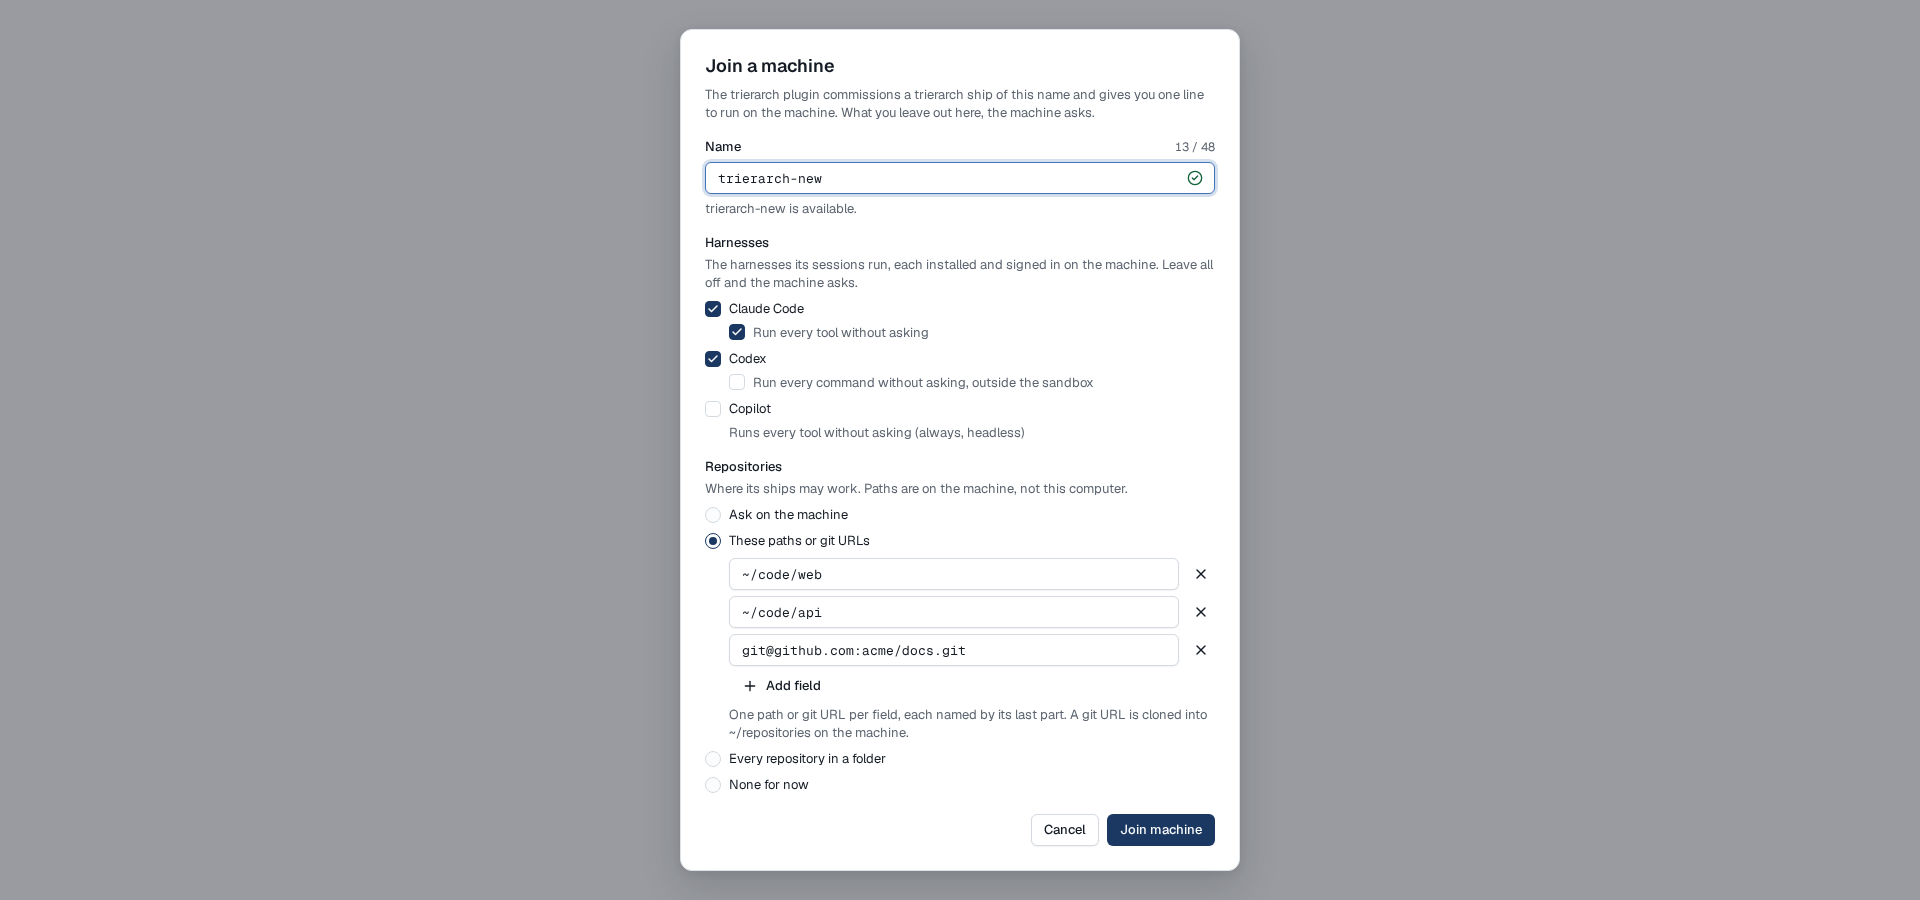 Join a machine
The trierarch plugin commissions a trierarch ship of this name and gives you one line
to run on the machine. What you leave out here, the machine asks.
Name
13 / 48
trierarch-new
trierarch-new is available.
Harnesses
The harnesses its sessions run, each installed and signed in on the machine. Leave all
off and the machine asks.
Claude Code
Run every tool without asking
Codex
Run every command without asking, outside the sandbox
Copilot
Runs every tool without asking (always, headless)
Repositories
Where its ships may work. Paths are on the machine, not this computer.
Ask on the machine
These paths or git URLs
~/code/web
~/code/api
git@github.com:acme/docs.git
Add field
One path or git URL per field, each named by its last part. A git URL is cloned into
~/repositories on the machine.
Every repository in a folder
None for now
Cancel
Join machine